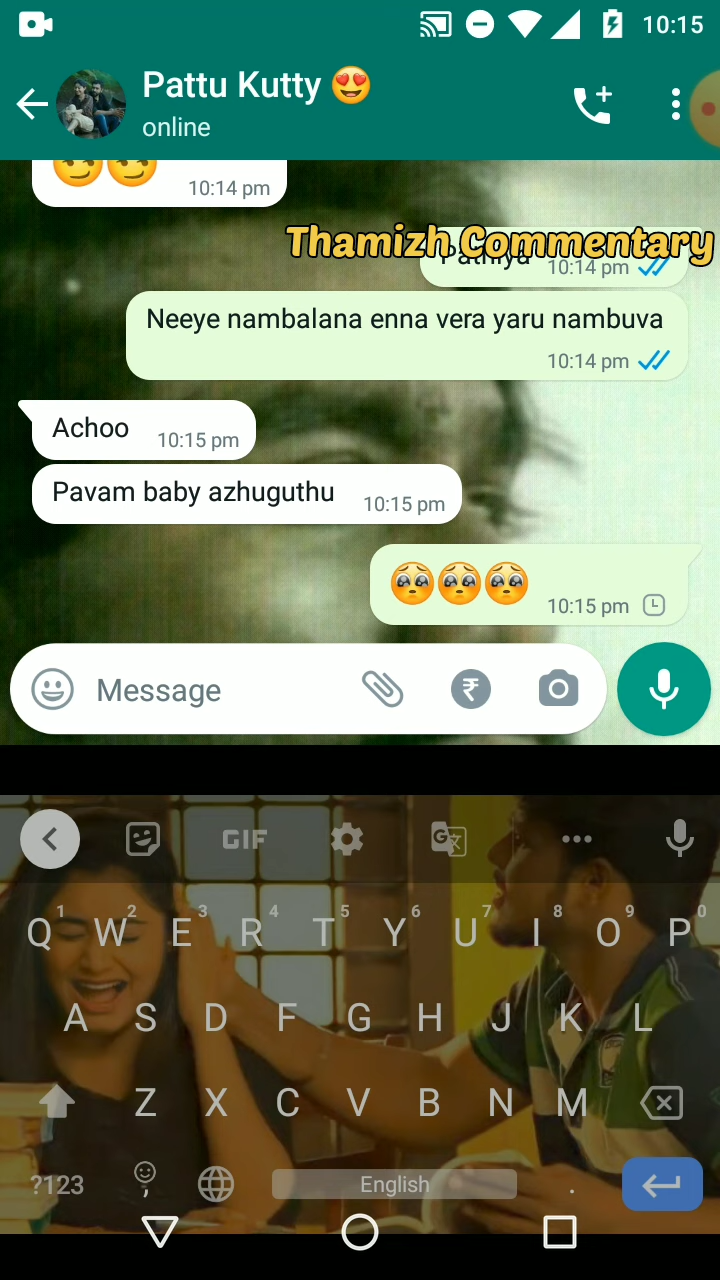 10:15
Pattu Kutty 😍
online
😏😏 10:14 pm
Thamizh Commentary
Pathiya 10:14 pm
Neeye nambalana enna vera yaru nambuva
10:14 pm
Achoo 10:15 pm
Pavam baby azhuguthu 10:15 pm
🥺🥺🥺 10:15 pm
Message
GIF
1 2 3 4 5 6 7 8 9 0
Q W E R T Y U I O P
A S D F G H J K L
Z X C V B N M
?123 , English .